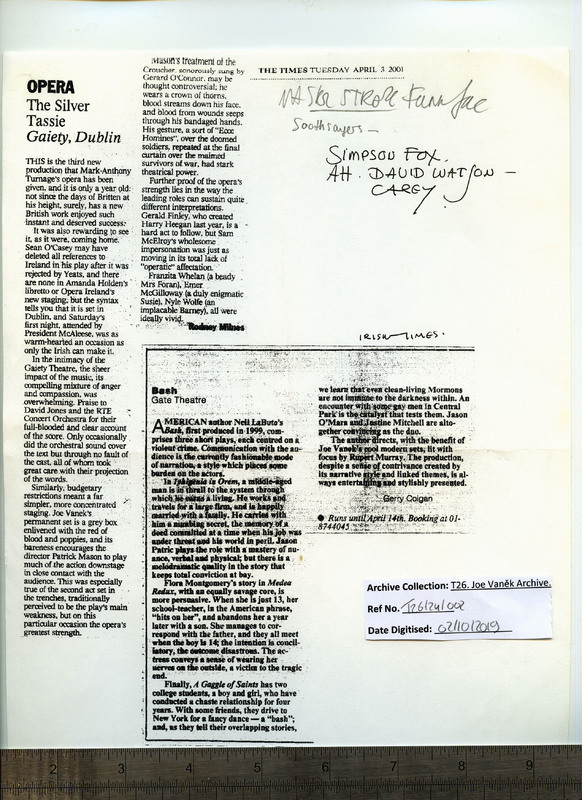 OPERA
The Silver
Tassie
Gaiety, Dublin
THIS is the third new
production that Mark-Anthony
Turnage's opera has been
given, and it is only a year old:
not since the days of Britten at
his height, surely, has a new
British work enjoyed such
instant and deserved success.
It was also rewarding to see
it, as it were, coming home.
Sean O'Casey may have
deleted all references to
Ireland in his play after it was
rejected by Yeats, and there
are none in Amanda Holden's
libretto or Opera Ireland's
new staging, but the syntax
tells you that it is set in
Dublin, and Saturday's
first night, attended by
President McAleese, was as
warm-hearted an occasion as
only the Irish can make it.
In the intimacy of the
Gaiety Theatre, the sheer
impact of the music, its
compelling mixture of anger
and compassion, was
overwhelming. Praise to
David Jones and the RTE
Concert Orchestra for their
full-blooded and clear account
of the score. Only occasionally
did the orchestral sound cover
the text but through no fault of
the cast, all of whom took
great care with their projection
of the words.
Similarly, budgetary
restrictions meant a far
simpler, more concentrated
staging. Joe Vanek's
permanent set is a grey box
enlivened with the red of
blood and poppies, and its
bareness encourages the
director Patrick Mason to play
much of the action downstage
in close contact with the
audience. This was especially
true of the second act set in
the trenches, traditionally
perceived to be the play's main
weakness, but on this
particular occasion the opera's
greatest strength.
Mason's treatment of the
Croucher, sonorously sung by
Gerard O'Connor, may be
thought controversial; he
wears a crown of thorns,
blood streams down his face,
and blood from wounds seeps
through his bandaged hands.
His gesture, a sort of "Ecce
Homines", over the doomed
soldiers, repeated at the final
curtain over the maimed
survivors of war, had stark
theatrical power.
Further proof of the opera's
strength lies in the way the
leading roles can sustain quite
different interpretations.
Gerald Finley, who created
Harry Heegan last year, is a
hard act to follow, but Sam
McElroy's wholesome
impersonation was just as
moving in its total lack of
"operatic" affectation.
Franzita Whelan (a beady
Mrs Foran), Emer
McGilloway (a duly enigmatic
Susie), Nyle Wolfe (an
implacable Barney), all were
ideally vivid.
Rodney Milnes
THE TIMES TUESDAY APRIL 3 2001
Soothsayers –
SIMPSON FOX.
AH. DAVID WATSON –
CAREY.
IRISH TIMES.
Bash
Gate Theatre
AMERICAN author Neil LaBute's
Bash, first produced in 1999, com-
prises three short plays, each centred on a
violent crime. Communication with the au-
dience is the currently fashionable mode
of narration, a style which places some
burden on the actors.
In Iphigenia in Orem, a middle-aged
man is in thrall to the system through
which he earns a living. He works and
travels for a large firm, and is happily
married with a family. He carries with
him a numbing secret, the memory of a
deed committed at a time when his job was
under threat and his world in peril. Jason
Patric plays the role with a mastery of nu-
ance, verbal and physical; but there is a
melodramatic quality in the story that
keeps total conviction at bay.
Flora Montgomery's story in Medea
Redux, with an equally savage core, is
more persuasive. When she is just 13, her
school-teacher, in the American phrase,
"hits on her", and abandons her a year
later with a son. She manages to cor-
respond with the father, and they all meet
when the boy is 14; the intention is concil-
iatory, the outcome disastrous. The ac-
tress conveys a sense of wearing her
nerves on the outside, a victim to the tragic
end.
Finally, A Gaggle of Saints has two
college students, a boy and girl, who have
conducted a chaste relationship for four
years. With some friends, they drive to
New York for a fancy dance — a "bash";
and, as they tell their overlapping stories,
we learn that even clean-living Mormons
are not immune to the darkness within. An
encounter with some gay men in Central
Park is the catalyst that tests them. Jason
O'Mara and Justine Mitchell are alto-
gether convincing as the duo.
The author directs, with the benefit of
Joe Vanek's cool modern sets, lit with
focus by Rupert Murray. The production,
despite a sense of contrivance created by
its narrative style and linked themes, is al-
ways entertaining and stylishly presented.
Gerry Colgan
● Runs until April 14th. Booking at 01-
8744045
Archive Collection: T26. Joe Vaněk Archive.
Ref No. T26/24/002
Date Digitised: 02/10/2019
2 3 4 5 6 7 8 9